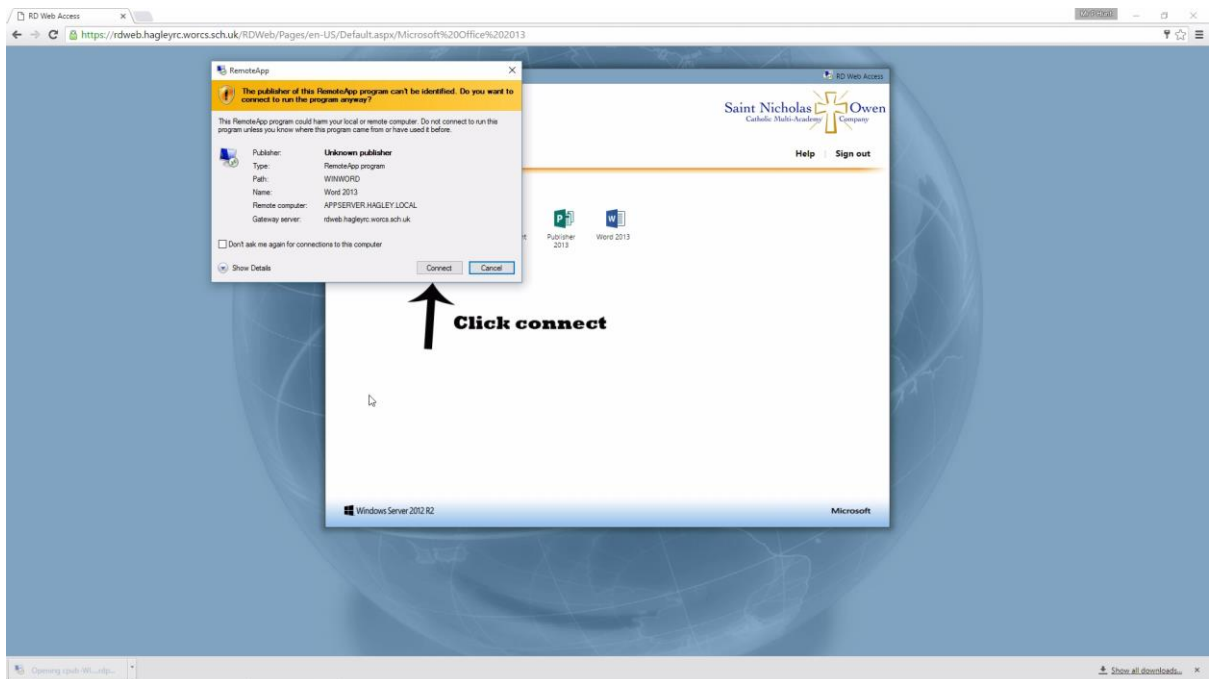 RD Web Access
https://rdweb.hagleyrc.worcs.sch.uk/RDWeb/Pages/en-US/Default.aspx/Microsoft%20Office%202013
RemoteApp
The publisher of this RemoteApp program can't be identified. Do you want to
connect to run the program anyway?
This RemoteApp program could harm your local or remote computer. Do not connect to run this
program unless you know where this program came from or have used it before.
Publisher: Unknown publisher
Type: RemoteApp program
Path: WINWORD
Name: Word 2013
Remote computer: APPSERVER.HAGLEY.LOCAL
Gateway server: rdweb.hagleyrc.worcs.sch.uk
Don't ask me again for connections to this computer
Show Details
Connect
Cancel
RD Web Access
Saint Nicholas Owen
Catholic Multi-Academy Company
Help
Sign out
Publisher
2013
Word 2013
Click connect
Windows Server 2012 R2
Microsoft
Opening
Show all downloads...